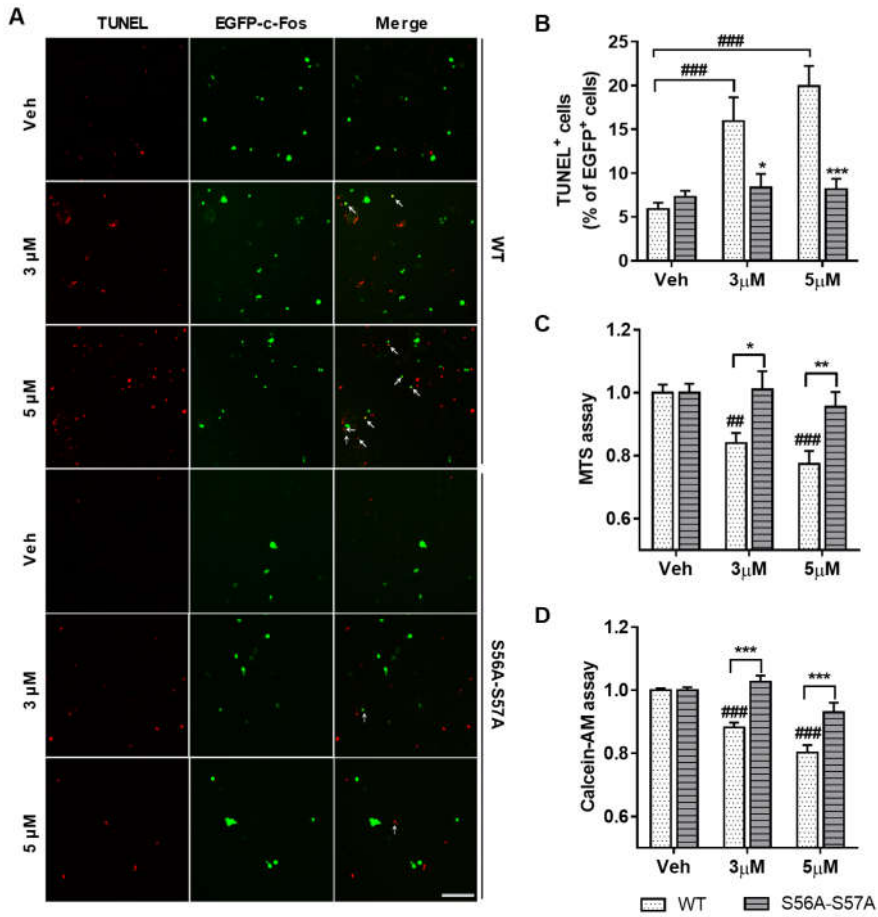 A
TUNEL EGFP-c-Fos Merge
Veh
3 μM
5 μM
WT
Veh
3 μM
5 μM
S56A-S57A
B
TUNEL+ cells
(% of EGFP+ cells)
25
20
15
10
5
0
###
###
*
***
Veh 3μM 5μM
C
MTS assay
1.2
1.0
0.8
0.6
*
**
##
###
Veh 3μM 5μM
D
Calcein-AM assay
1.2
1.0
0.8
0.6
***
***
###
###
Veh 3μM 5μM
WT S56A-S57A